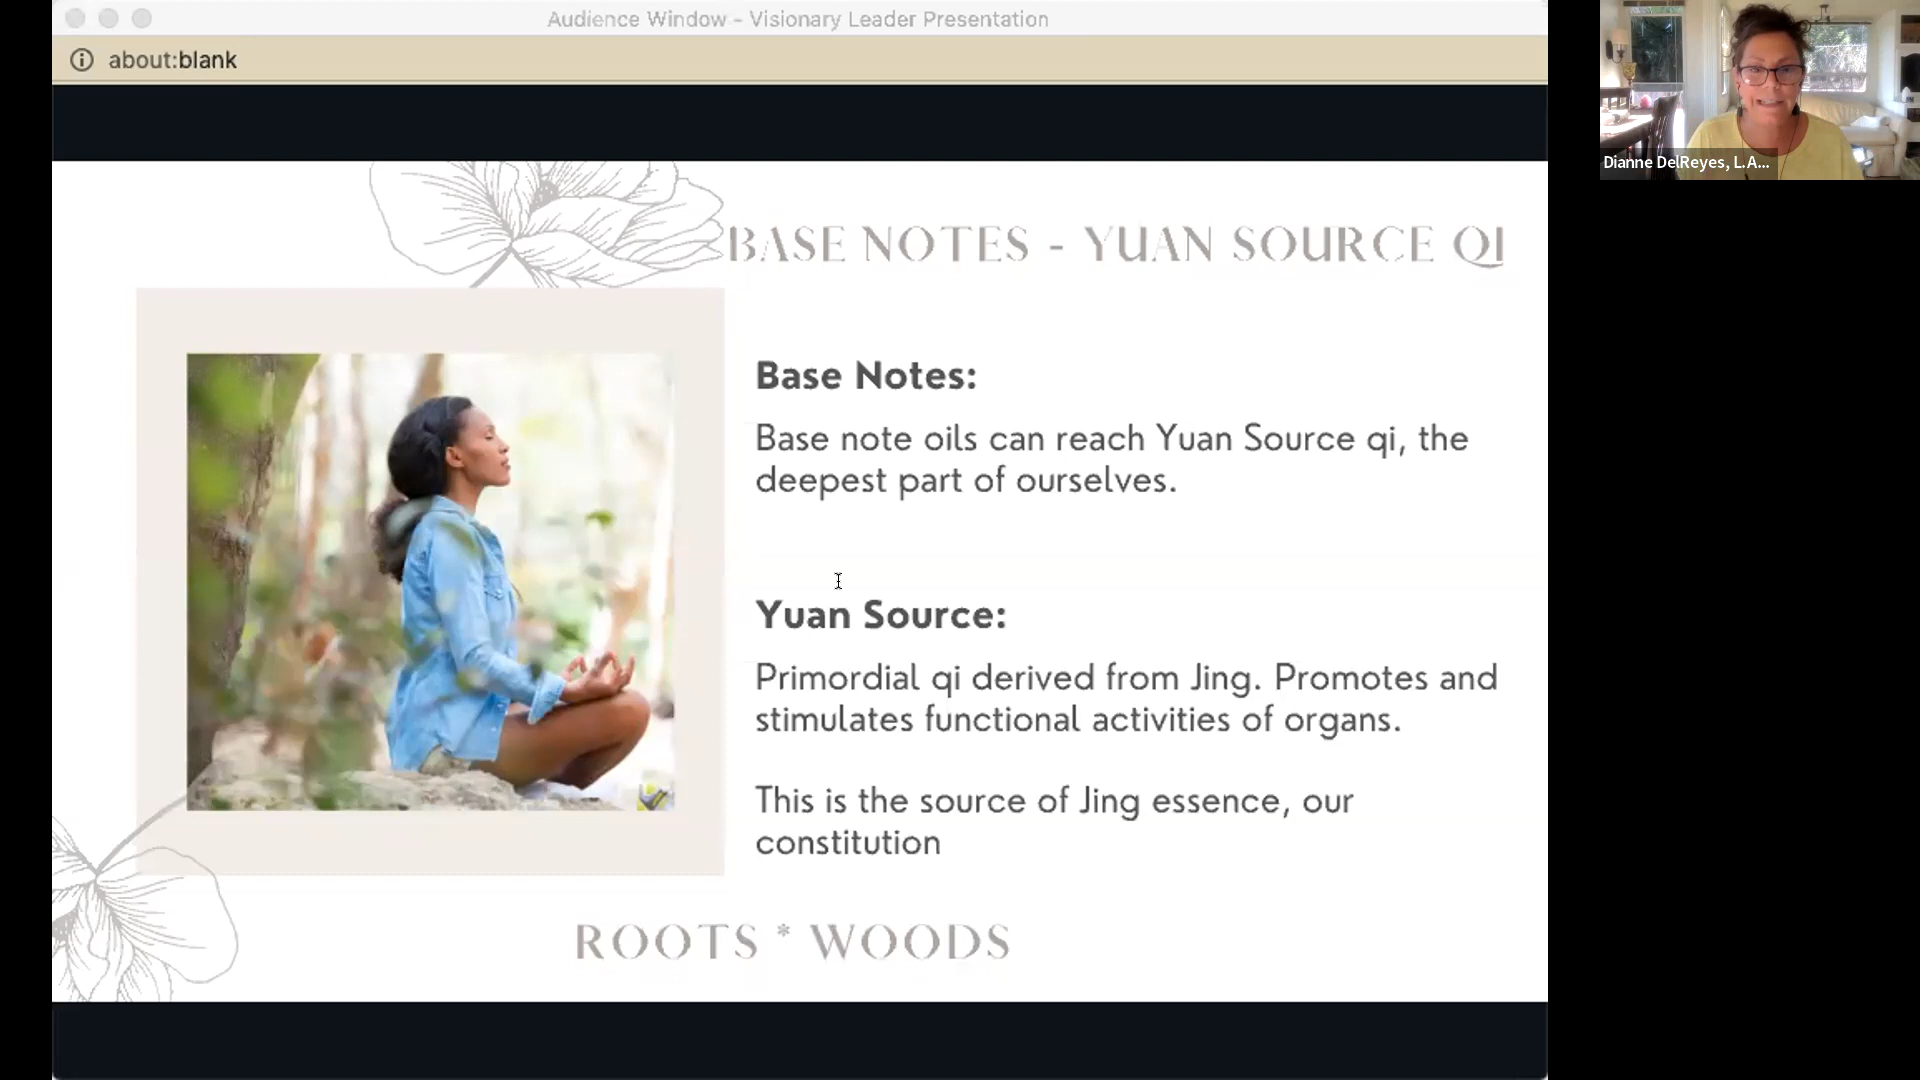 Audience Window - Visionary Leader Presentation
about:blank
Dianne DelReyes, L.A...
BASE NOTES - YUAN SOURCE QI
Base Notes:
Base note oils can reach Yuan Source qi, the
deepest part of ourselves.
Yuan Source:
Primordial qi derived from Jing. Promotes and
stimulates functional activities of organs.
This is the source of Jing essence, our
constitution
ROOTS * WOODS